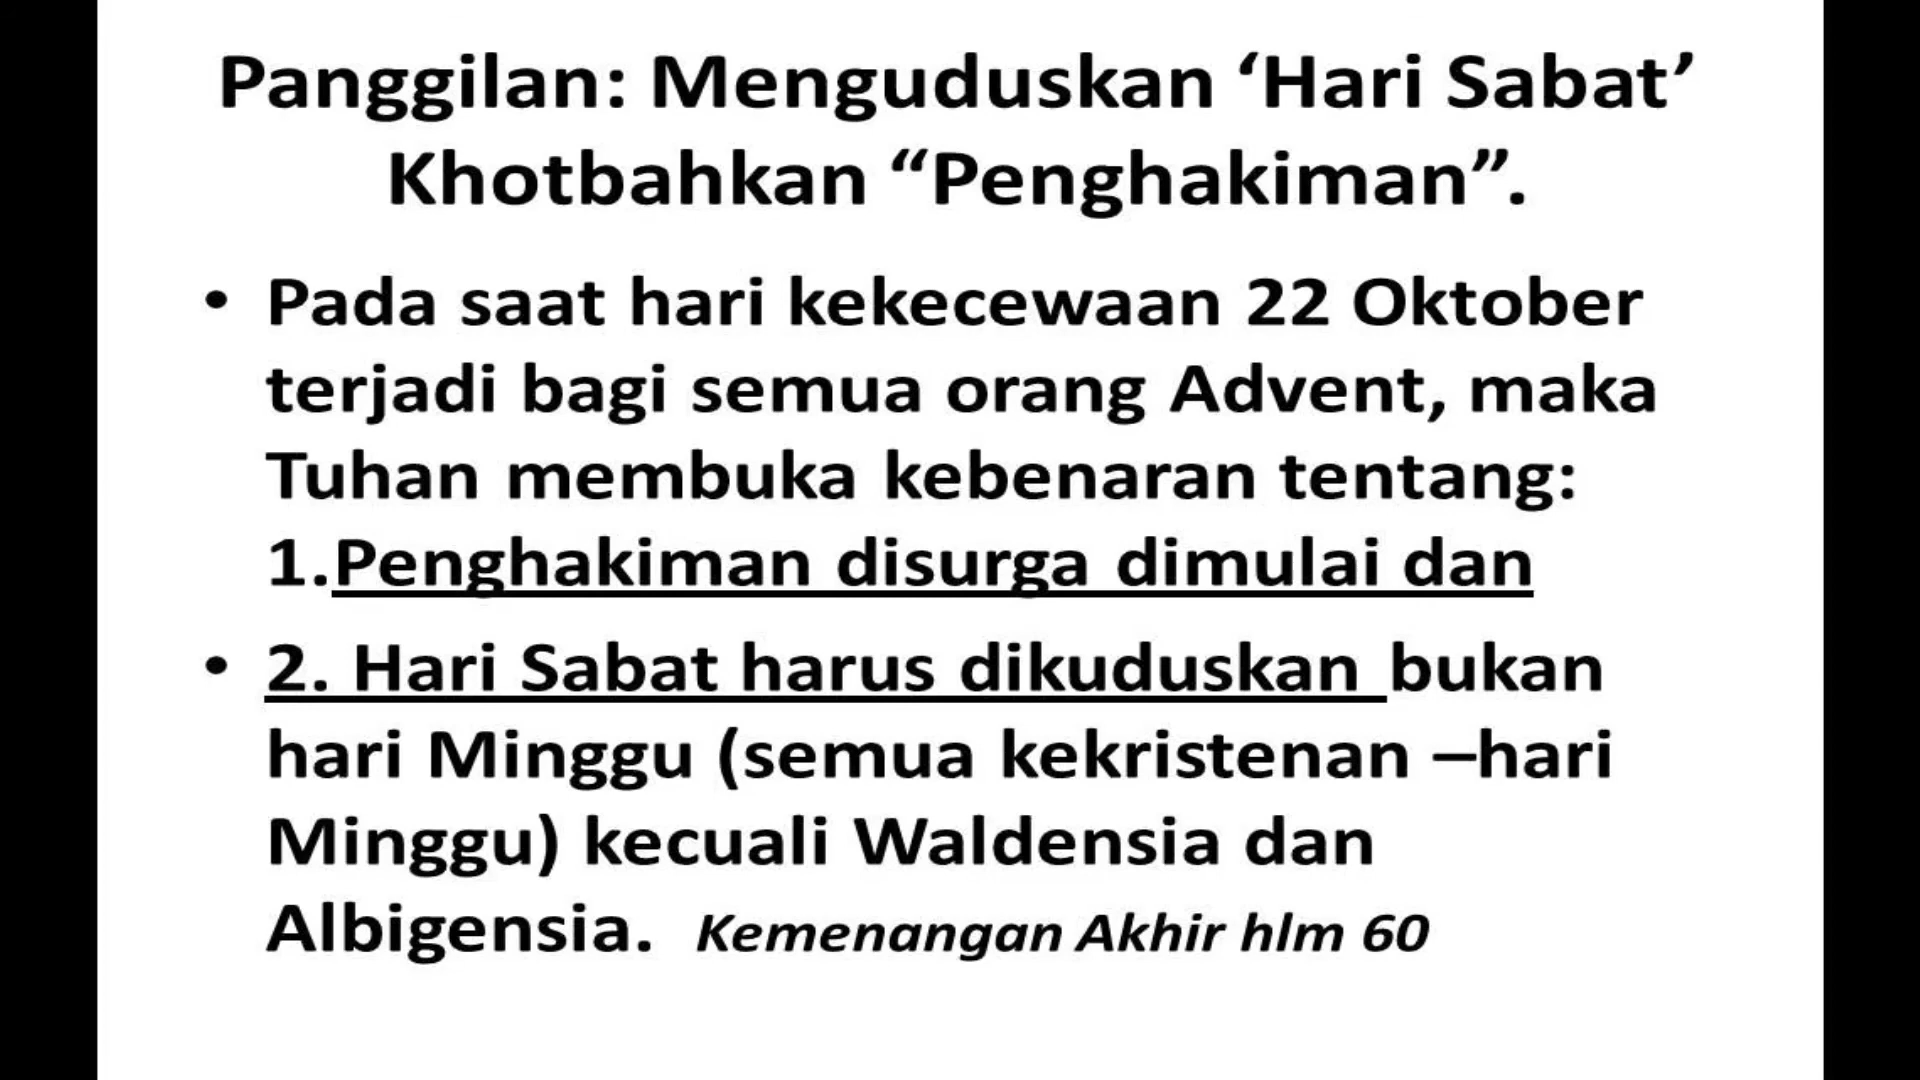 Panggilan: Menguduskan ‘Hari Sabat’
Khotbahkan “Penghakiman”.
• Pada saat hari kekecewaan 22 Oktober
terjadi bagi semua orang Advent, maka
Tuhan membuka kebenaran tentang:
1.Penghakiman disurga dimulai dan
• 2. Hari Sabat harus dikuduskan bukan
hari Minggu (semua kekristenan –hari
Minggu) kecuali Waldensia dan
Albigensia. Kemenangan Akhir hlm 60